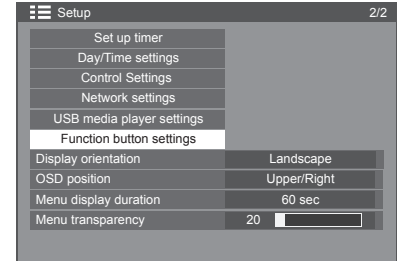 Setup 2/2
Set up timer
Day/Time settings
Control Settings
Network settings
USB media player settings
Function button settings
Display orientation Landscape
OSD position Upper/Right
Menu display duration 60 sec
Menu transparency 20